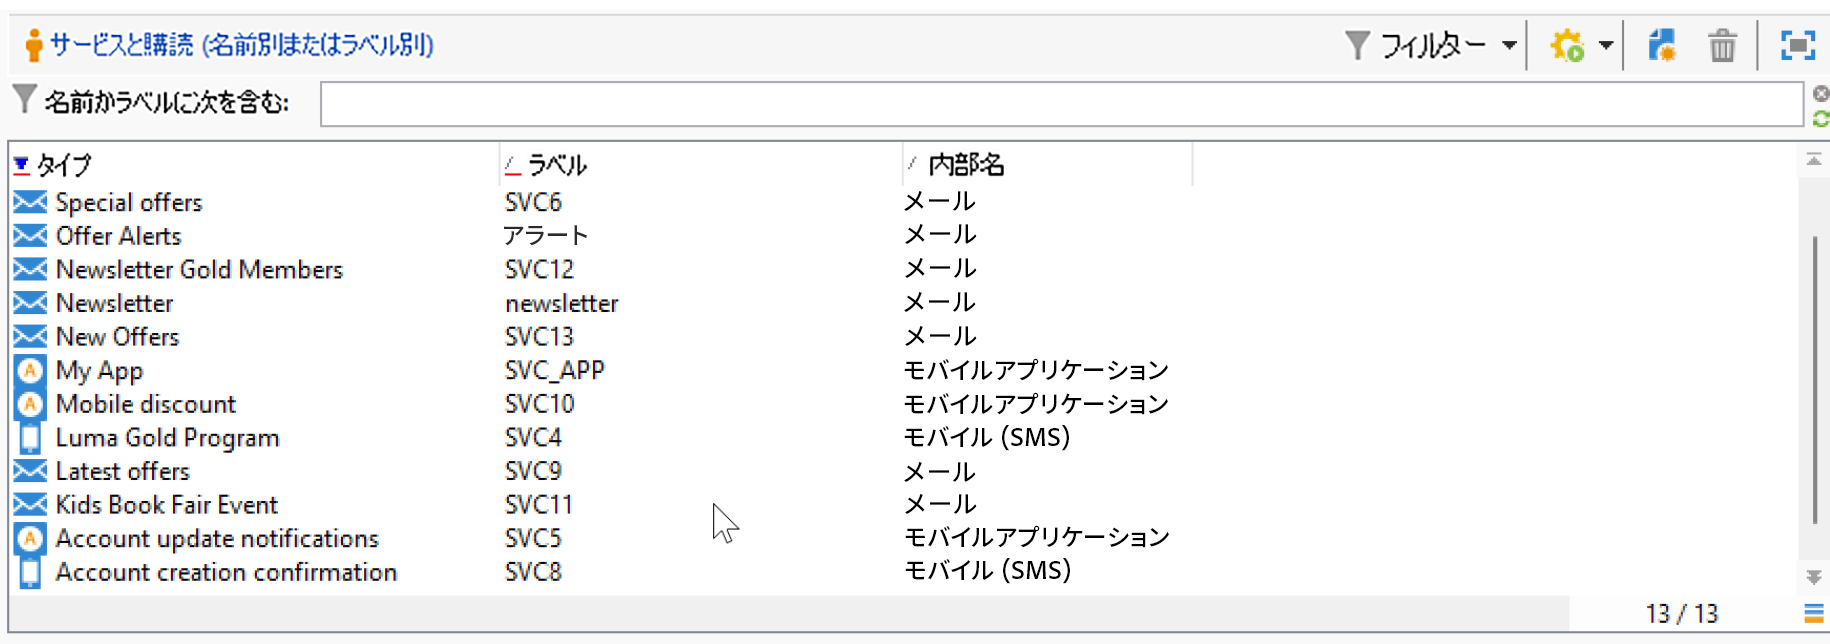 サービスと購読 (名前別またはラベル別) フィルター
名前かラベルに次を含む:
タイプ ラベル 内部名
Special offers SVC6 メール
Offer Alerts アラート メール
Newsletter Gold Members SVC12 メール
Newsletter newsletter メール
New Offers SVC13 メール
My App SVC_APP モバイルアプリケーション
Mobile discount SVC10 モバイルアプリケーション
Luma Gold Program SVC4 モバイル (SMS)
Latest offers SVC9 メール
Kids Book Fair Event SVC11 メール
Account update notifications SVC5 モバイルアプリケーション
Account creation confirmation SVC8 モバイル (SMS)
13 / 13